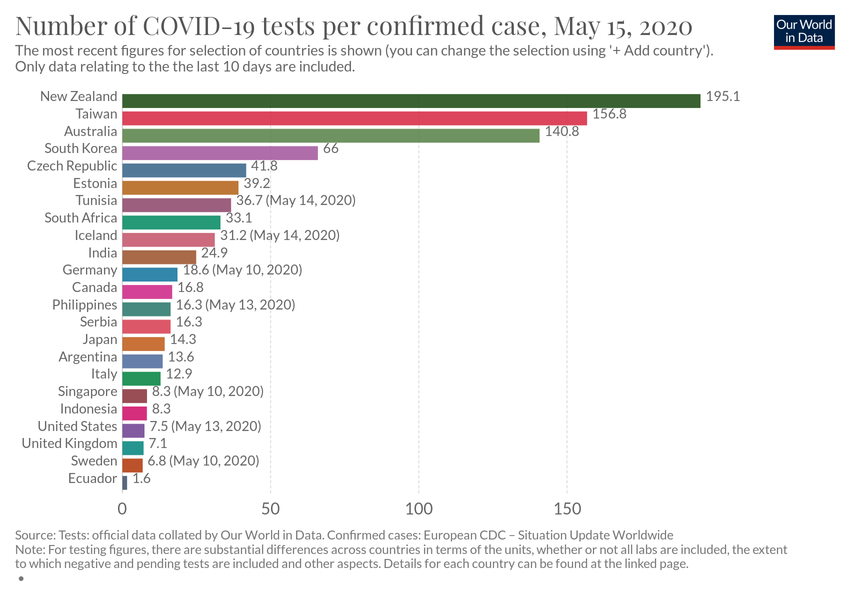 Number of COVID-19 tests per confirmed case, May 15, 2020
Our World
in Data
The most recent figures for selection of countries is shown (you can change the selection using '+ Add country').
Only data relating to the the last 10 days are included.
New Zealand 195.1
Taiwan 156.8
Australia 140.8
South Korea 66
Czech Republic 41.8
Estonia 39.2
Tunisia 36.7 (May 14, 2020)
South Africa 33.1
Iceland 31.2 (May 14, 2020)
India 24.9
Germany 18.6 (May 10, 2020)
Canada 16.8
Philippines 16.3 (May 13, 2020)
Serbia 16.3
Japan 14.3
Argentina 13.6
Italy 12.9
Singapore 8.3 (May 10, 2020)
Indonesia 8.3
United States 7.5 (May 13, 2020)
United Kingdom 7.1
Sweden 6.8 (May 10, 2020)
Ecuador 1.6
0 50 100 150
Source: Tests: official data collated by Our World in Data. Confirmed cases: European CDC – Situation Update Worldwide
Note: For testing figures, there are substantial differences across countries in terms of the units, whether or not all labs are included, the extent
to which negative and pending tests are included and other aspects. Details for each country can be found at the linked page.
•